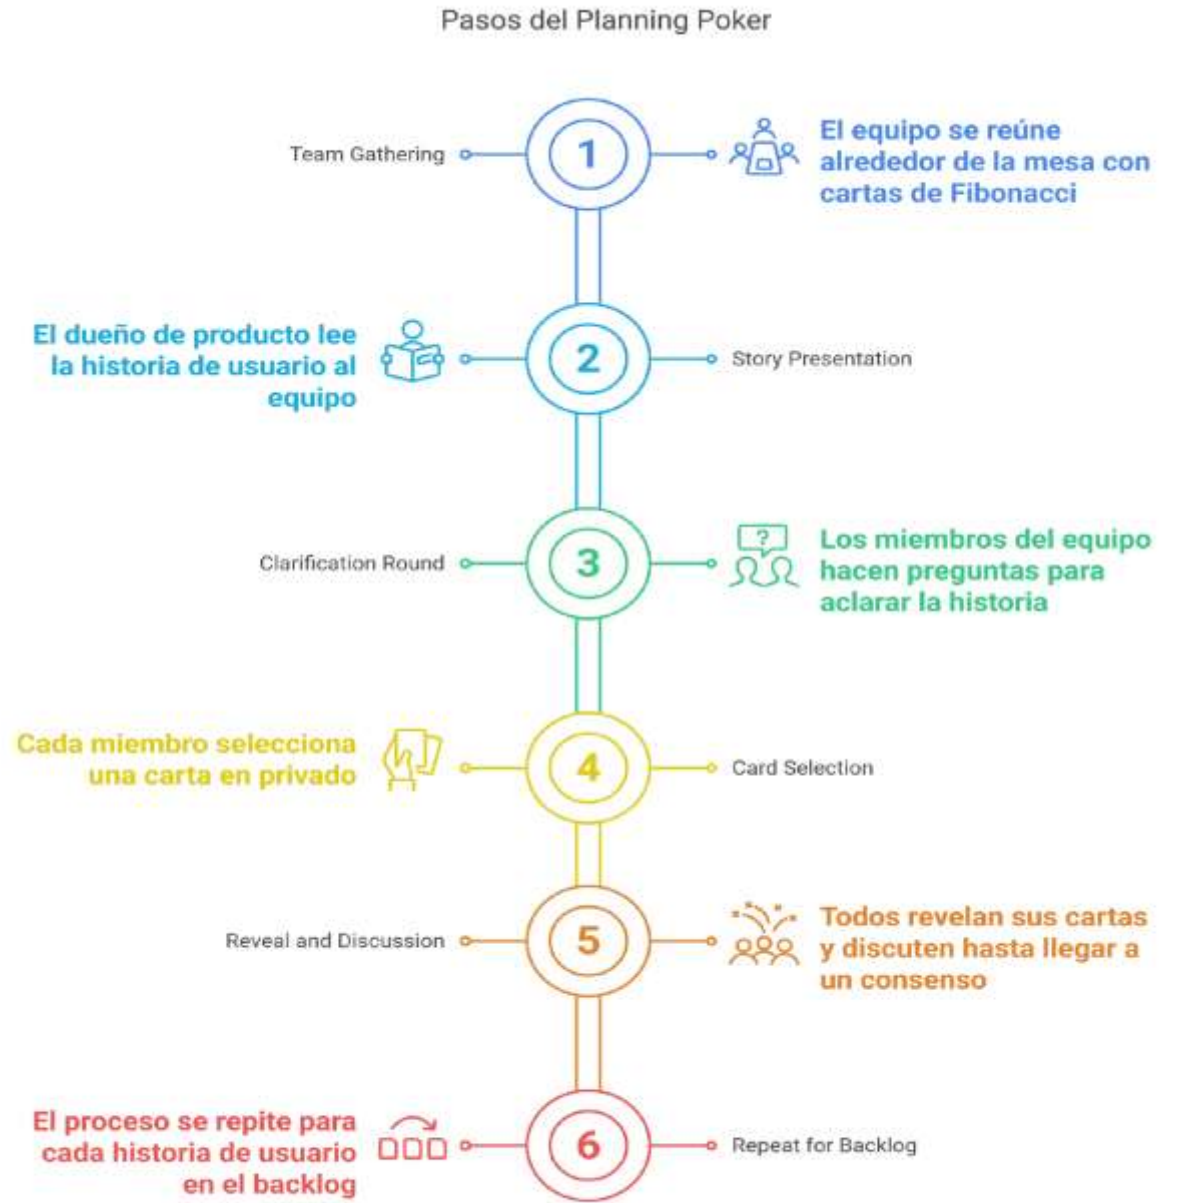 Pasos del Planning Poker
1
Team Gathering
El equipo se reúne
alrededor de la mesa con
cartas de Fibonacci
El dueño de producto lee
la historia de usuario al
equipo
2
Story Presentation
Clarification Round
3
?
Los miembros del equipo
hacen preguntas para
aclarar la historia
Cada miembro selecciona
una carta en privado
4
Card Selection
Reveal and Discussion
5
Todos revelan sus cartas
y discuten hasta llegar a
un consenso
El proceso se repite para
cada historia de usuario
en el backlog
6
Repeat for Backlog